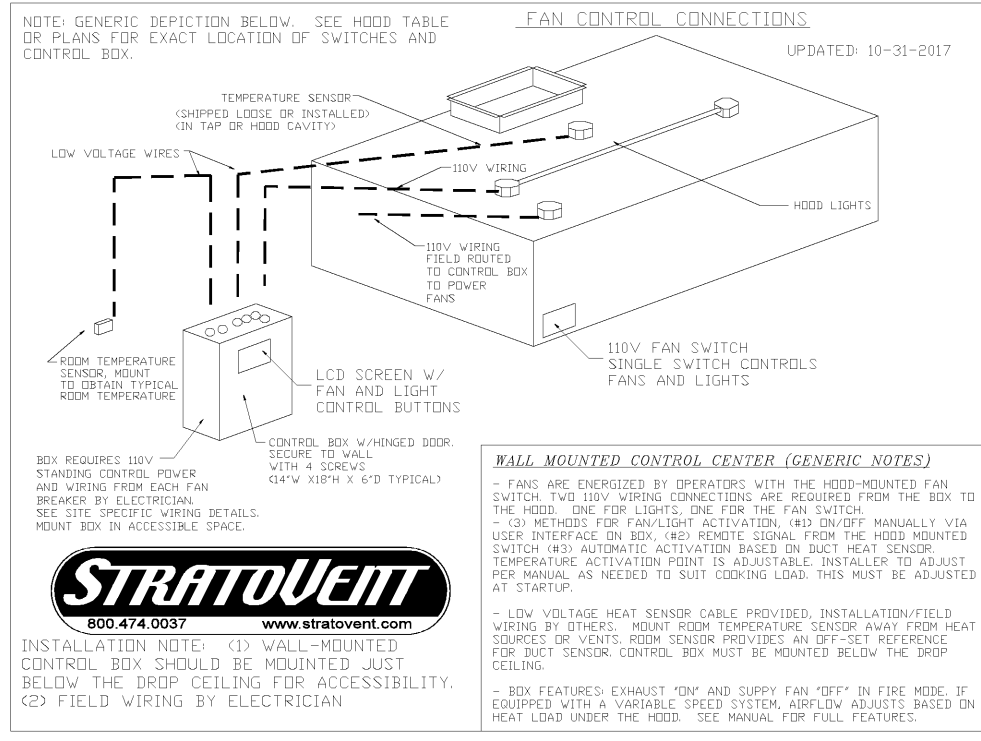 NOTE: GENERIC DEPICTION BELOW.  SEE HOOD TABLE
OR PLANS FOR EXACT LOCATION OF SWITCHES AND
CONTROL BOX.
FAN CONTROL CONNECTIONS
UPDATED: 10-31-2017
TEMPERATURE SENSOR
(SHIPPED LOOSE OR INSTALLED)
(IN TAP OR HOOD CAVITY)
LOW VOLTAGE WIRES
110V WIRING
HOOD LIGHTS
110V WIRING
FIELD ROUTED
TO CONTROL BOX
TO POWER
FANS
ROOM TEMPERATURE
SENSOR, MOUNT
TO OBTAIN TYPICAL
ROOM TEMPERATURE
LCD SCREEN W/
FAN AND LIGHT
CONTROL BUTTONS
110V FAN SWITCH
SINGLE SWITCH CONTROLS
FANS AND LIGHTS
CONTROL BOX W/HINGED DOOR.
SECURE TO WALL
WITH 4 SCREWS
(14"W X18"H X 6"D TYPICAL)
BOX REQUIRES 110V
STANDING CONTROL POWER
AND WIRING FROM EACH FAN
BREAKER BY ELECTRICIAN.
SEE SITE SPECIFIC WIRING DETAILS.
MOUNT BOX IN ACCESSIBLE SPACE.
STRATOVENT
800.474.0037
www.stratovent.com
INSTALLATION NOTE:  (1) WALL-MOUNTED
CONTROL BOX SHOULD BE MOUINTED JUST
BELOW THE DROP CEILING FOR ACCESSIBILITY.
(2) FIELD WIRING BY ELECTRICIAN
WALL MOUNTED CONTROL CENTER (GENERIC NOTES)
- FANS ARE ENERGIZED BY OPERATORS WITH THE HOOD-MOUNTED FAN
SWITCH. TWO 110V WIRING CONNECTIONS ARE REQUIRED FROM THE BOX TO
THE HOOD.  ONE FOR LIGHTS, ONE FOR THE FAN SWITCH.
- (3) METHODS FOR FAN/LIGHT ACTIVATION, (#1) ON/OFF MANUALLY VIA
USER INTERFACE ON BOX, (#2) REMOTE SIGNAL FROM THE HOOD MOUNTED
SWITCH (#3) AUTOMATIC ACTIVATION BASED ON DUCT HEAT SENSOR.
TEMPERATURE ACTIVATION POINT IS ADJUSTABLE. INSTALLER TO ADJUST
PER MANUAL AS NEEDED TO SUIT COOKING LOAD. THIS MUST BE ADJUSTED
AT STARTUP.
- LOW VOLTAGE HEAT SENSOR CABLE PROVIDED, INSTALLATION/FIELD
WIRING BY OTHERS.  MOUNT ROOM TEMPERATURE SENSOR AWAY FROM HEAT
SOURCES OR VENTS. ROOM SENSOR PROVIDES AN OFF-SET REFERENCE
FOR DUCT SENSOR. CONTROL BOX MUST BE MOUNTED BELOW THE DROP
CEILING.
- BOX FEATURES: EXHAUST "ON" AND SUPPY FAN "OFF" IN FIRE MODE. IF
EQUIPPED WITH A VARIABLE SPEED SYSTEM, AIRFLOW ADJUSTS BASED ON
HEAT LOAD UNDER THE HOOD.  SEE MANUAL FOR FULL FEATURES.